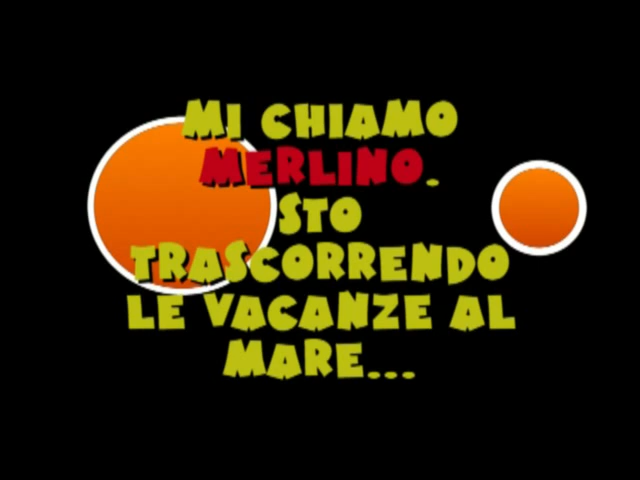 MI CHIAMO
MERLINO.
STO
TRASCORRENDO
LE VACANZE AL
MARE...